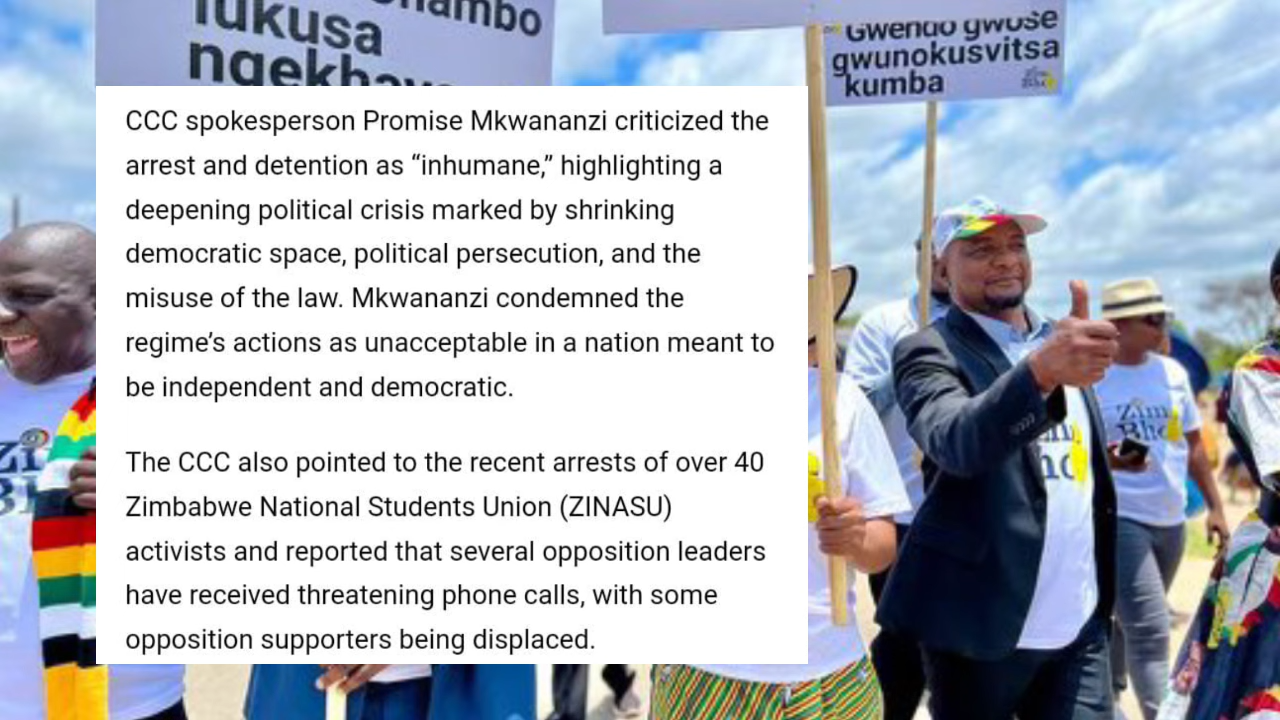 lukusa
Gwendo gwose
gwunokusvitsa
kumba
CCC spokesperson Promise Mkwananzi criticized the
arrest and detention as “inhumane,” highlighting a
deepening political crisis marked by shrinking
democratic space, political persecution, and the
misuse of the law. Mkwananzi condemned the
regime’s actions as unacceptable in a nation meant to
be independent and democratic.
The CCC also pointed to the recent arrests of over 40
Zimbabwe National Students Union (ZINASU)
activists and reported that several opposition leaders
have received threatening phone calls, with some
opposition supporters being displaced.
Zim